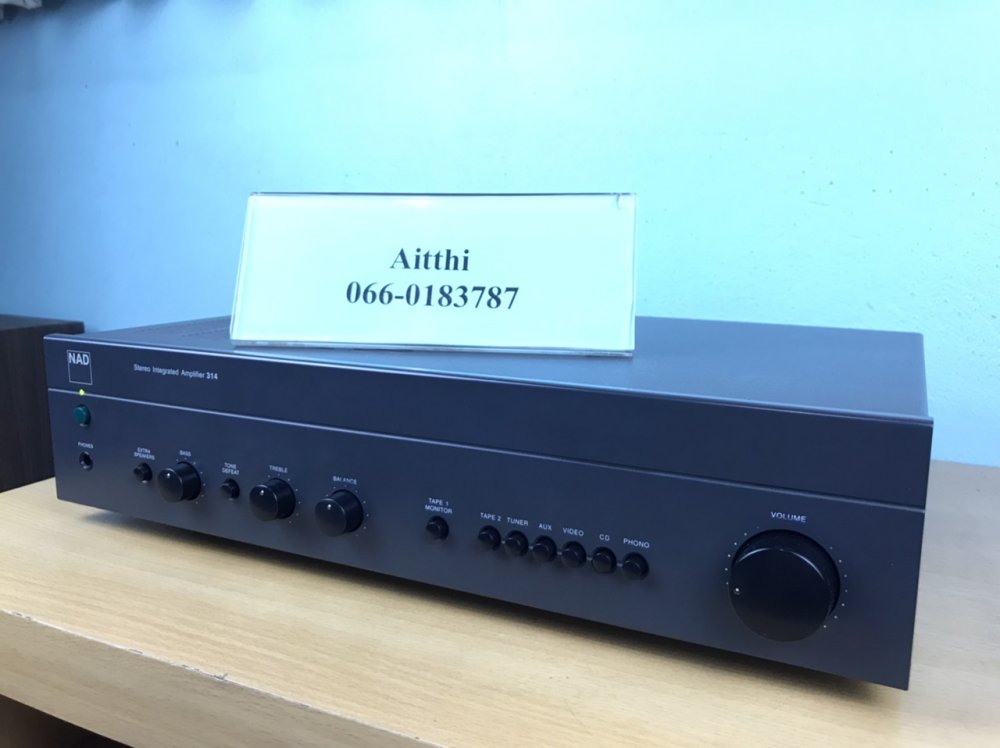 Aitthi
066-0183787
NAD
Stereo Integrated Amplifier 314
PHONES
EXTRA
SPEAKERS
BASS
TONE
DEFEAT
TREBLE
BALANCE
TAPE 1
MONITOR
TAPE 2
TUNER
AUX
VIDEO
CD
PHONO
VOLUME